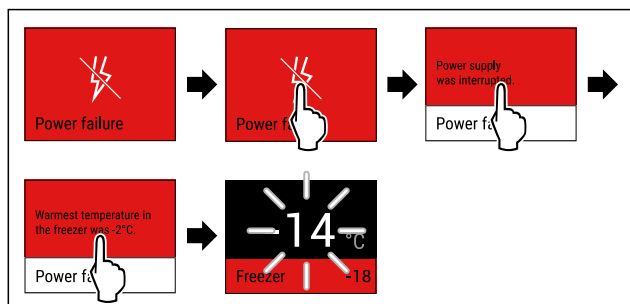 Power failure
Power fa
Power supply
was interrupted.
Power fa
Warmest temperature in
the freezer was -2°C.
Power fa
-14 °C
Freezer -18